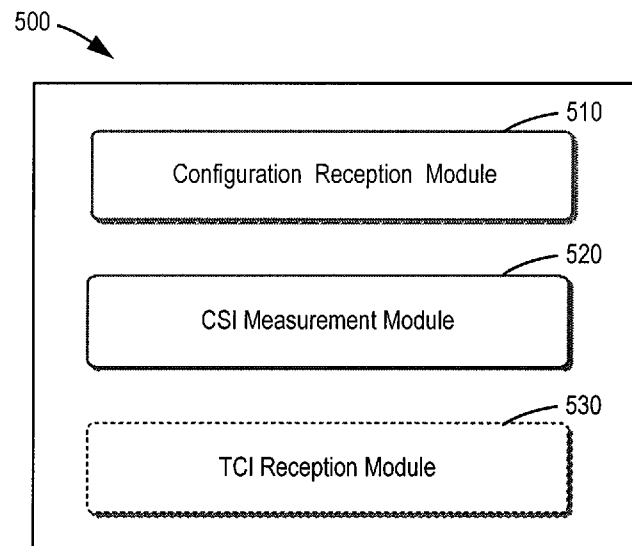 500
510
Configuration Reception Module
520
CSI Measurement Module
530
TCI Reception Module